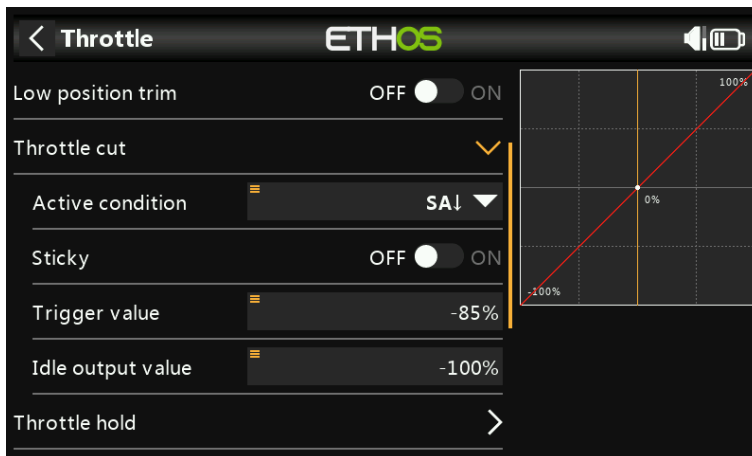 Throttle
ETHOS
Low position trim OFF ON
100%
Throttle cut
Active condition SA↓
0%
Sticky OFF ON
-100%
Trigger value -85%
Idle output value -100%
Throttle hold